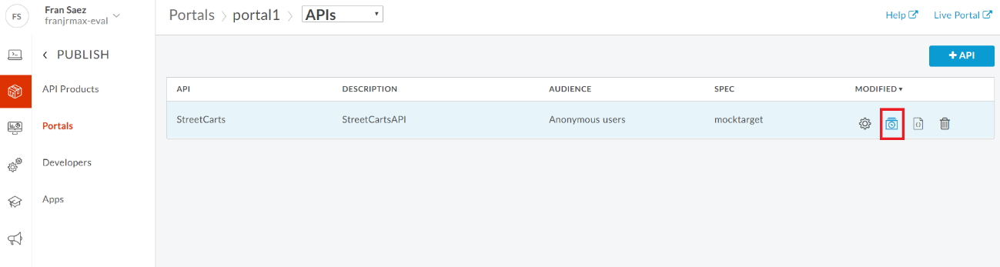 FS
Fran Saez
franjrmax-eval
Portals > portal1 > APIs
Help
Live Portal
< PUBLISH
+ API
API Products
Portals
Developers
Apps
API DESCRIPTION AUDIENCE SPEC MODIFIED
StreetCarts StreetCartsAPI Anonymous users mocktarget